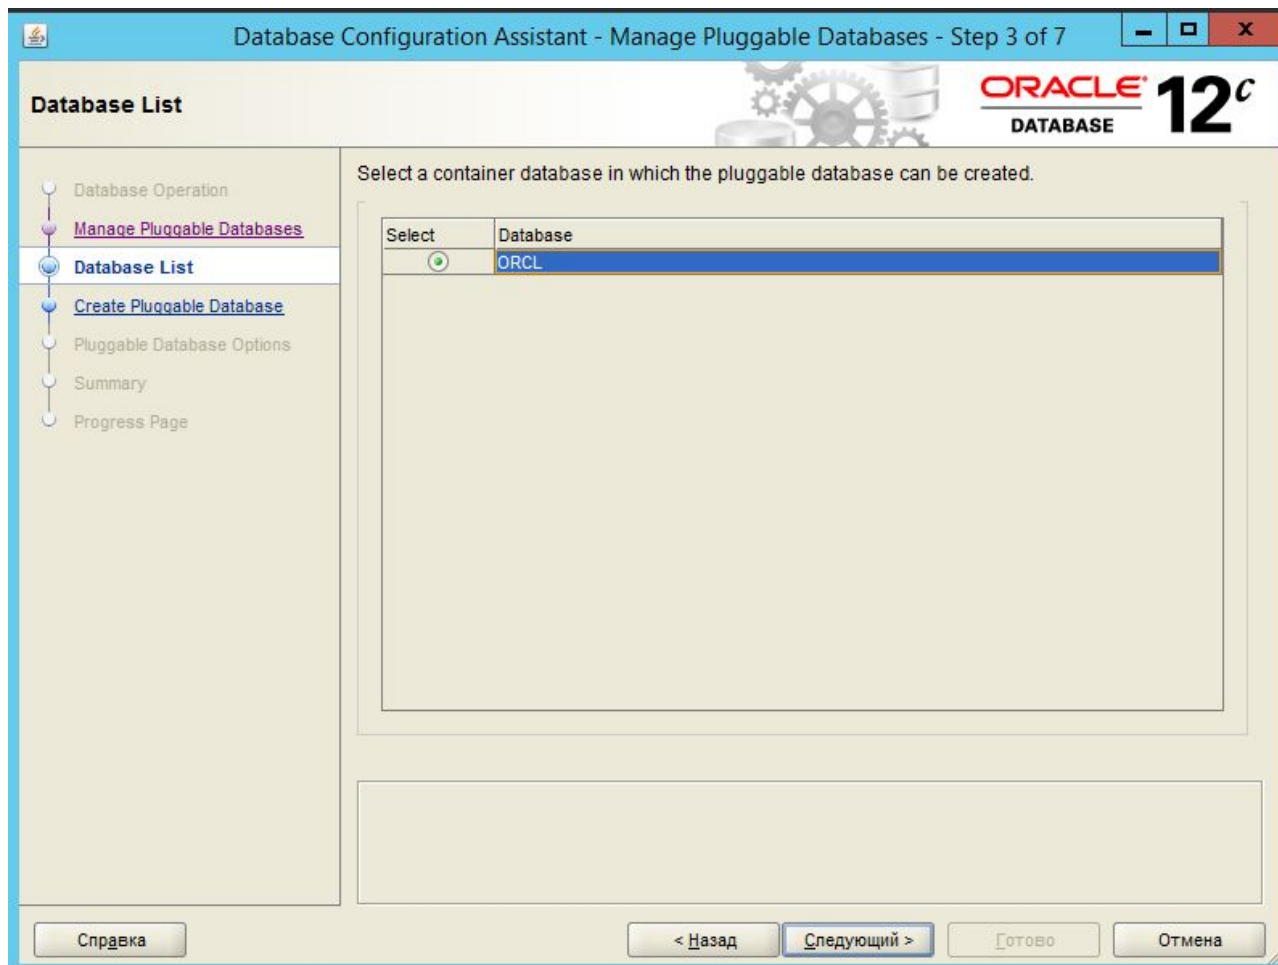 Database Configuration Assistant - Manage Pluggable Databases - Step 3 of 7
Database List
ORACLE
DATABASE
12c
Database Operation
Manage Pluggable Databases
Database List
Create Pluggable Database
Pluggable Database Options
Summary
Progress Page
Select a container database in which the pluggable database can be created.
Select Database
ORCL
Справка
< Назад
Следующий >
Готово
Отмена